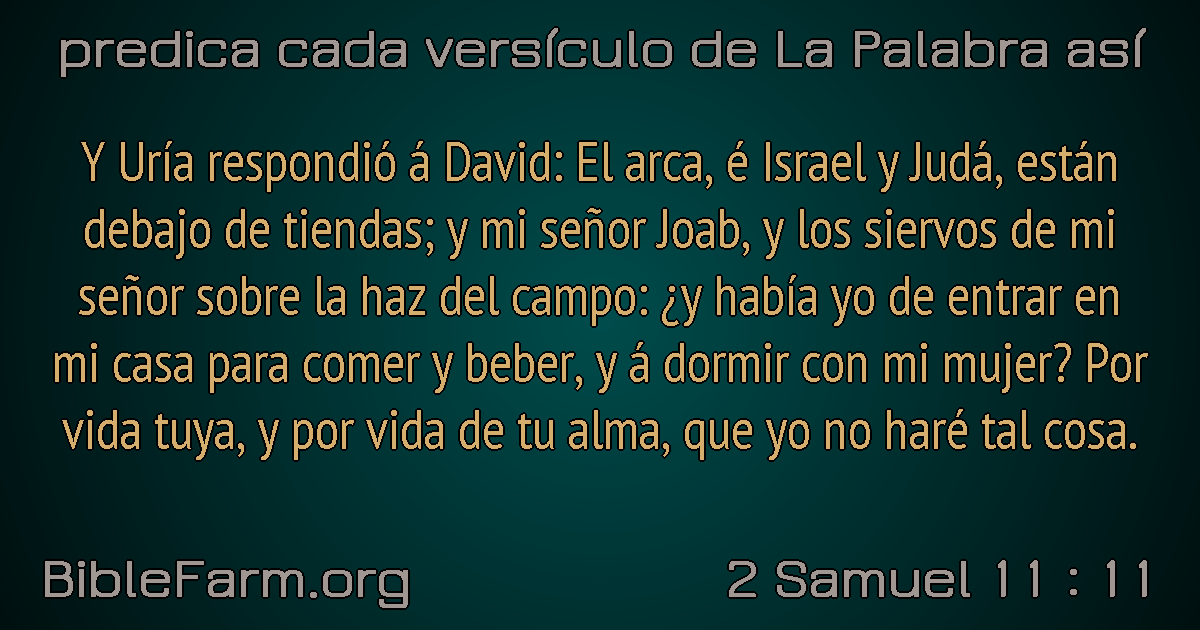 predica cada versículo de La Palabra así
Y Uría respondió á David: El arca, é Israel y Judá, están
debajo de tiendas; y mi señor Joab, y los siervos de mi
señor sobre la haz del campo: ¿y había yo de entrar en
mi casa para comer y beber, y á dormir con mi mujer? Por
vida tuya, y por vida de tu alma, que yo no haré tal cosa.
BibleFarm.org
2 Samuel 11 : 11